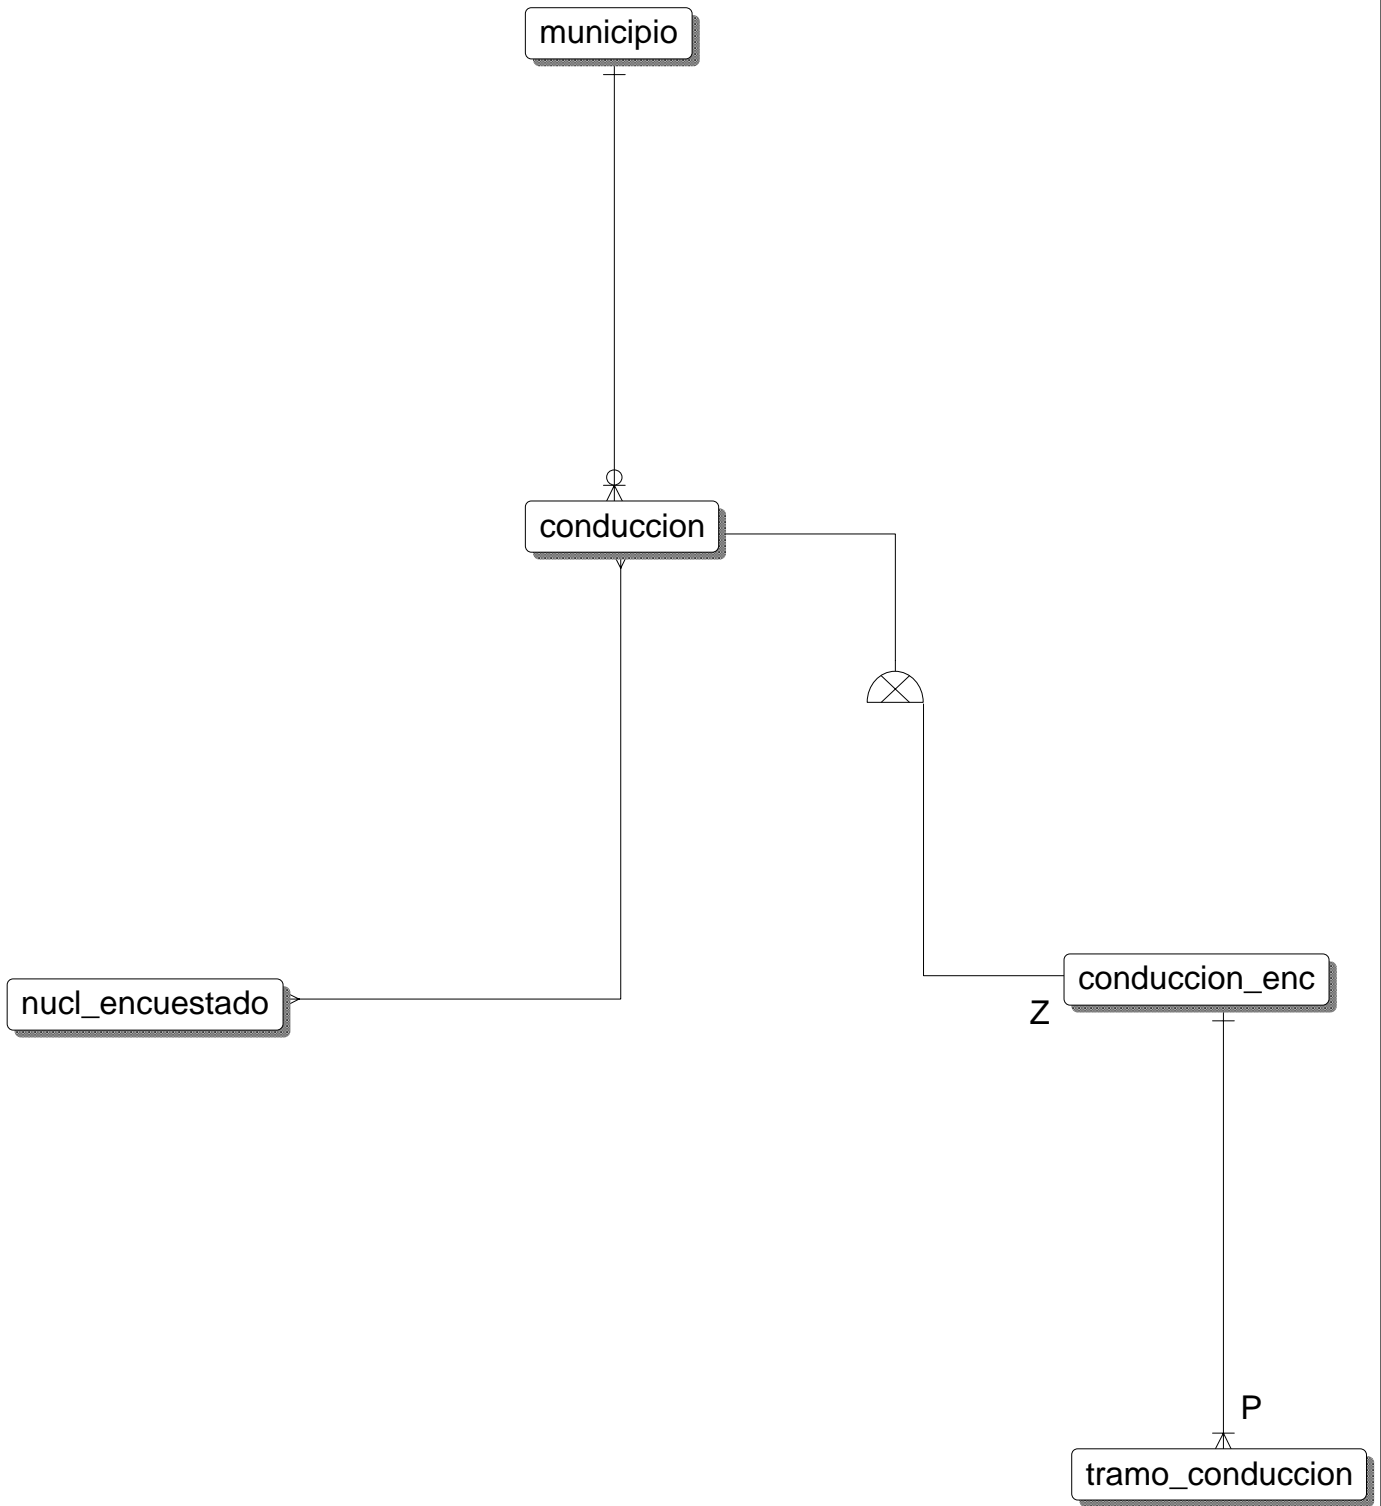 municipio
conduccion
conduccion_enc
nucl_encuestado
Z
P
tramo_conduccion